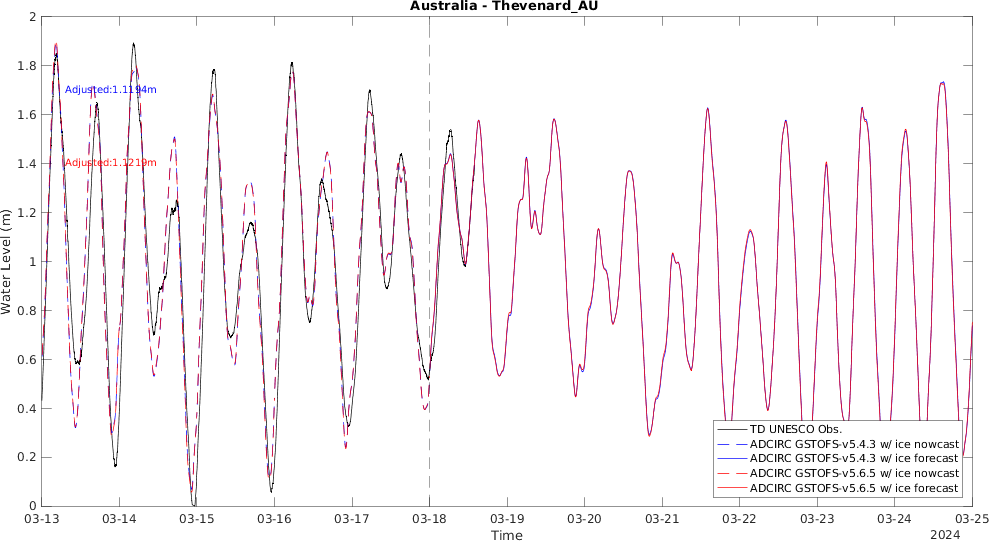 Australia - Thevenard_AU
2
1.8
1.6
1.4
1.2
1
0.8
0.6
0.4
0.2
0
Water Level (m)
Adjusted:1.1194m
Adjusted:1.1219m
TD UNESCO Obs.
ADCIRC GSTOFS-v5.4.3 w/ ice nowcast
ADCIRC GSTOFS-v5.4.3 w/ ice forecast
ADCIRC GSTOFS-v5.6.5 w/ ice nowcast
ADCIRC GSTOFS-v5.6.5 w/ ice forecast
03-13 03-14 03-15 03-16 03-17 03-18 03-19 03-20 03-21 03-22 03-23 03-24 03-25
Time
2024